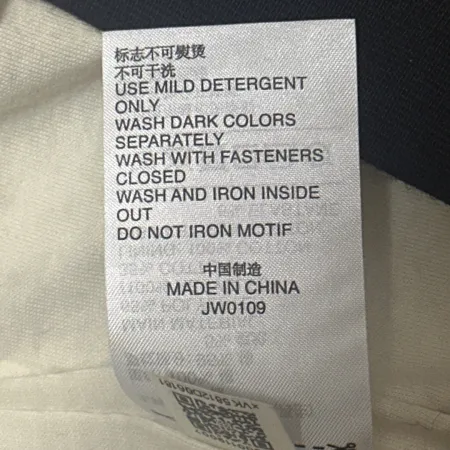 标志不可熨烫
不可干洗
USE MILD DETERGENT
ONLY
WASH DARK COLORS
SEPARATELY
WASH WITH FASTENERS
CLOSED
WASH AND IRON INSIDE
OUT
DO NOT IRON MOTIF
中国制造
MADE IN CHINA
JW0109